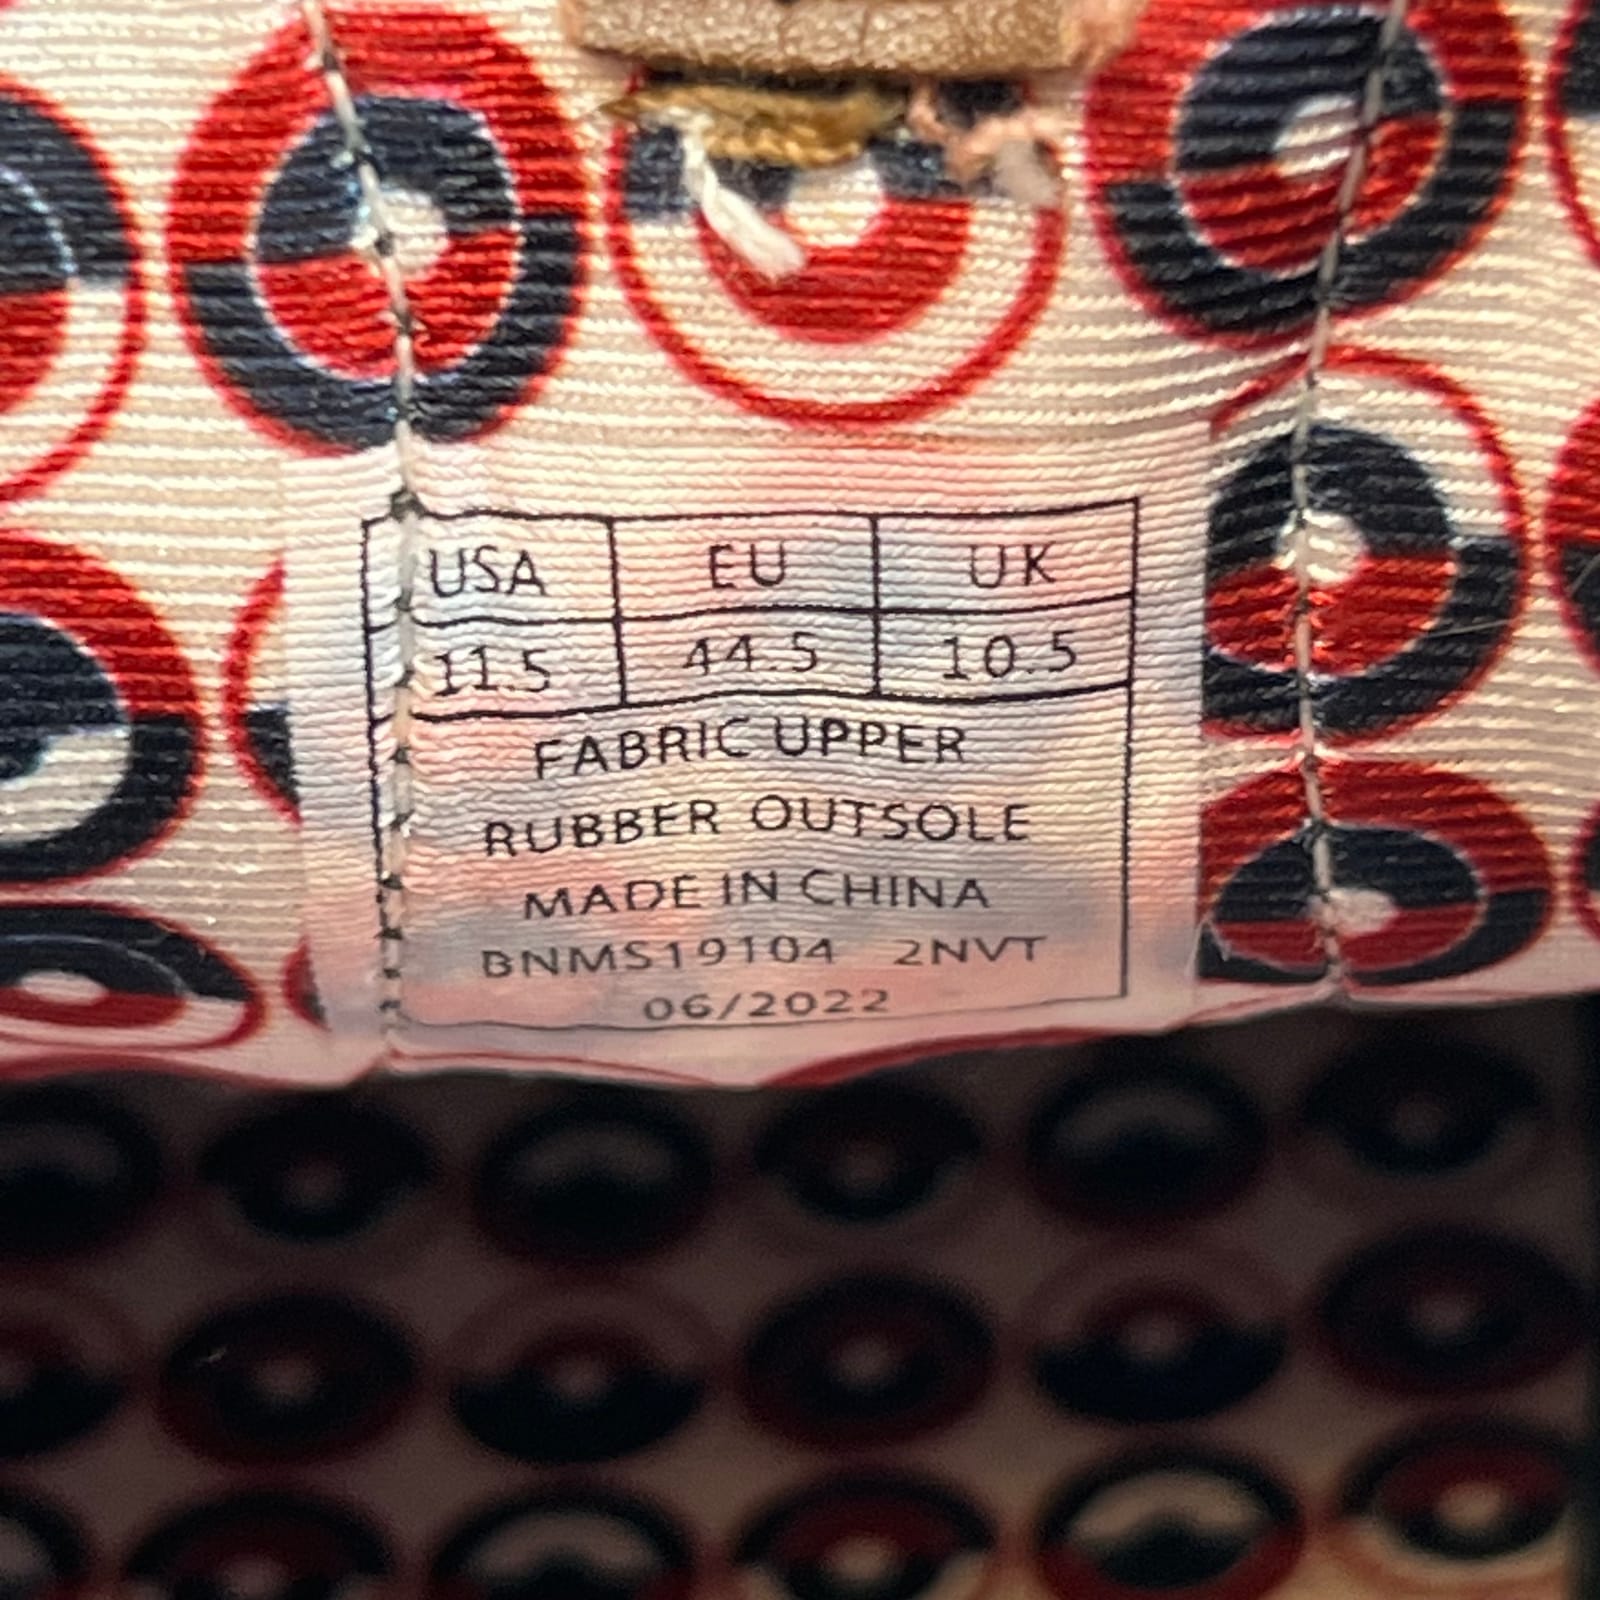 USA EU UK
11.5 44.5 10.5
FABRIC UPPER
RUBBER OUTSOLE
MADE IN CHINA
BNMS19104 2NVT
06/2022